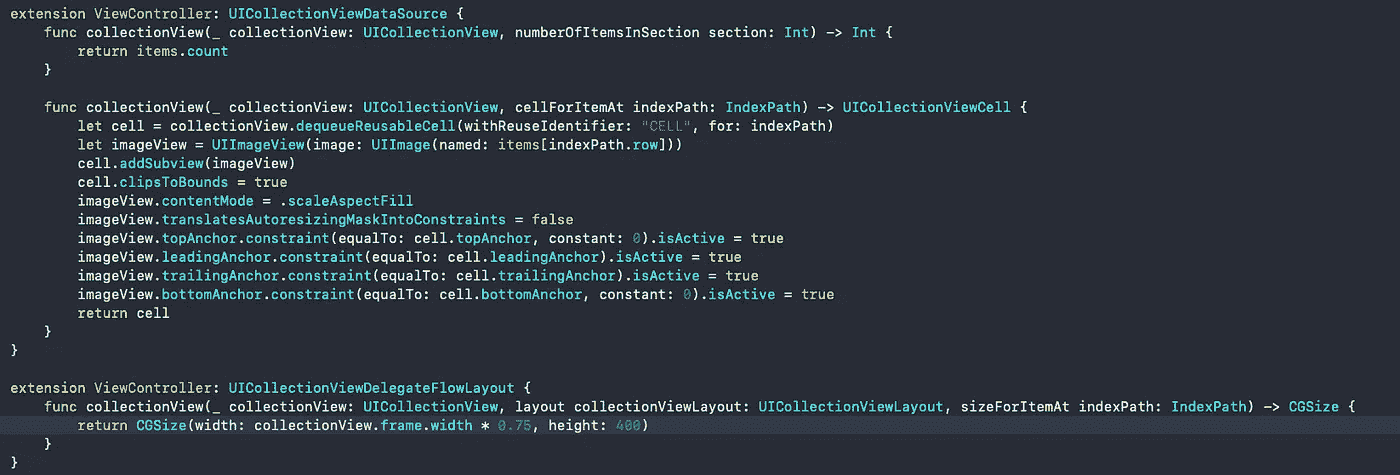 extension ViewController: UICollectionViewDataSource {
    func collectionView(_ collectionView: UICollectionView, numberOfItemsInSection section: Int) -> Int {
        return items.count
    }

    func collectionView(_ collectionView: UICollectionView, cellForItemAt indexPath: IndexPath) -> UICollectionViewCell {
        let cell = collectionView.dequeueReusableCell(withReuseIdentifier: "CELL", for: indexPath)
        let imageView = UIImageView(image: UIImage(named: items[indexPath.row]))
        cell.addSubview(imageView)
        cell.clipsToBounds = true
        imageView.contentMode = .scaleAspectFill
        imageView.translatesAutoresizingMaskIntoConstraints = false
        imageView.topAnchor.constraint(equalTo: cell.topAnchor, constant: 0).isActive = true
        imageView.leadingAnchor.constraint(equalTo: cell.leadingAnchor).isActive = true
        imageView.trailingAnchor.constraint(equalTo: cell.trailingAnchor).isActive = true
        imageView.bottomAnchor.constraint(equalTo: cell.bottomAnchor, constant: 0).isActive = true
        return cell
    }
}

extension ViewController: UICollectionViewDelegateFlowLayout {
    func collectionView(_ collectionView: UICollectionView, layout collectionViewLayout: UICollectionViewLayout, sizeForItemAt indexPath: IndexPath) -> CGSize {
        return CGSize(width: collectionView.frame.width * 0.75, height: 400)
    }
}